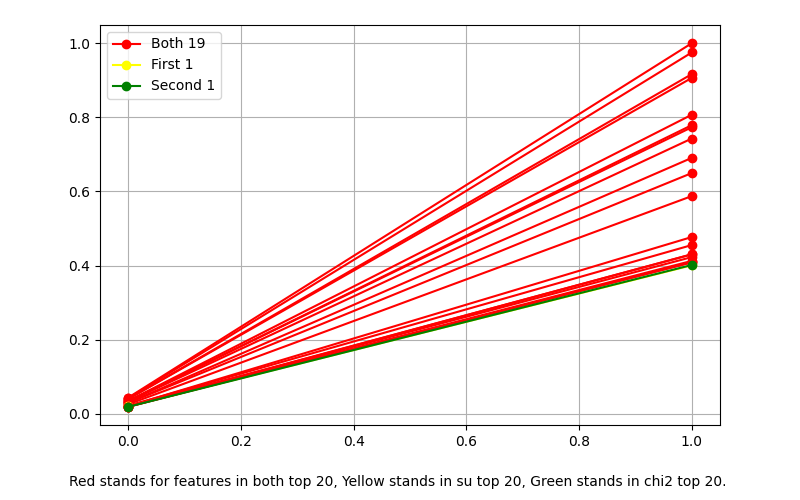 1.0
0.8
0.6
0.4
0.2
0.0
Both 19
First 1
Second 1
0.0 0.2 0.4 0.6 0.8 1.0
Red stands for features in both top 20, Yellow stands in su top 20, Green stands in chi2 top 20.